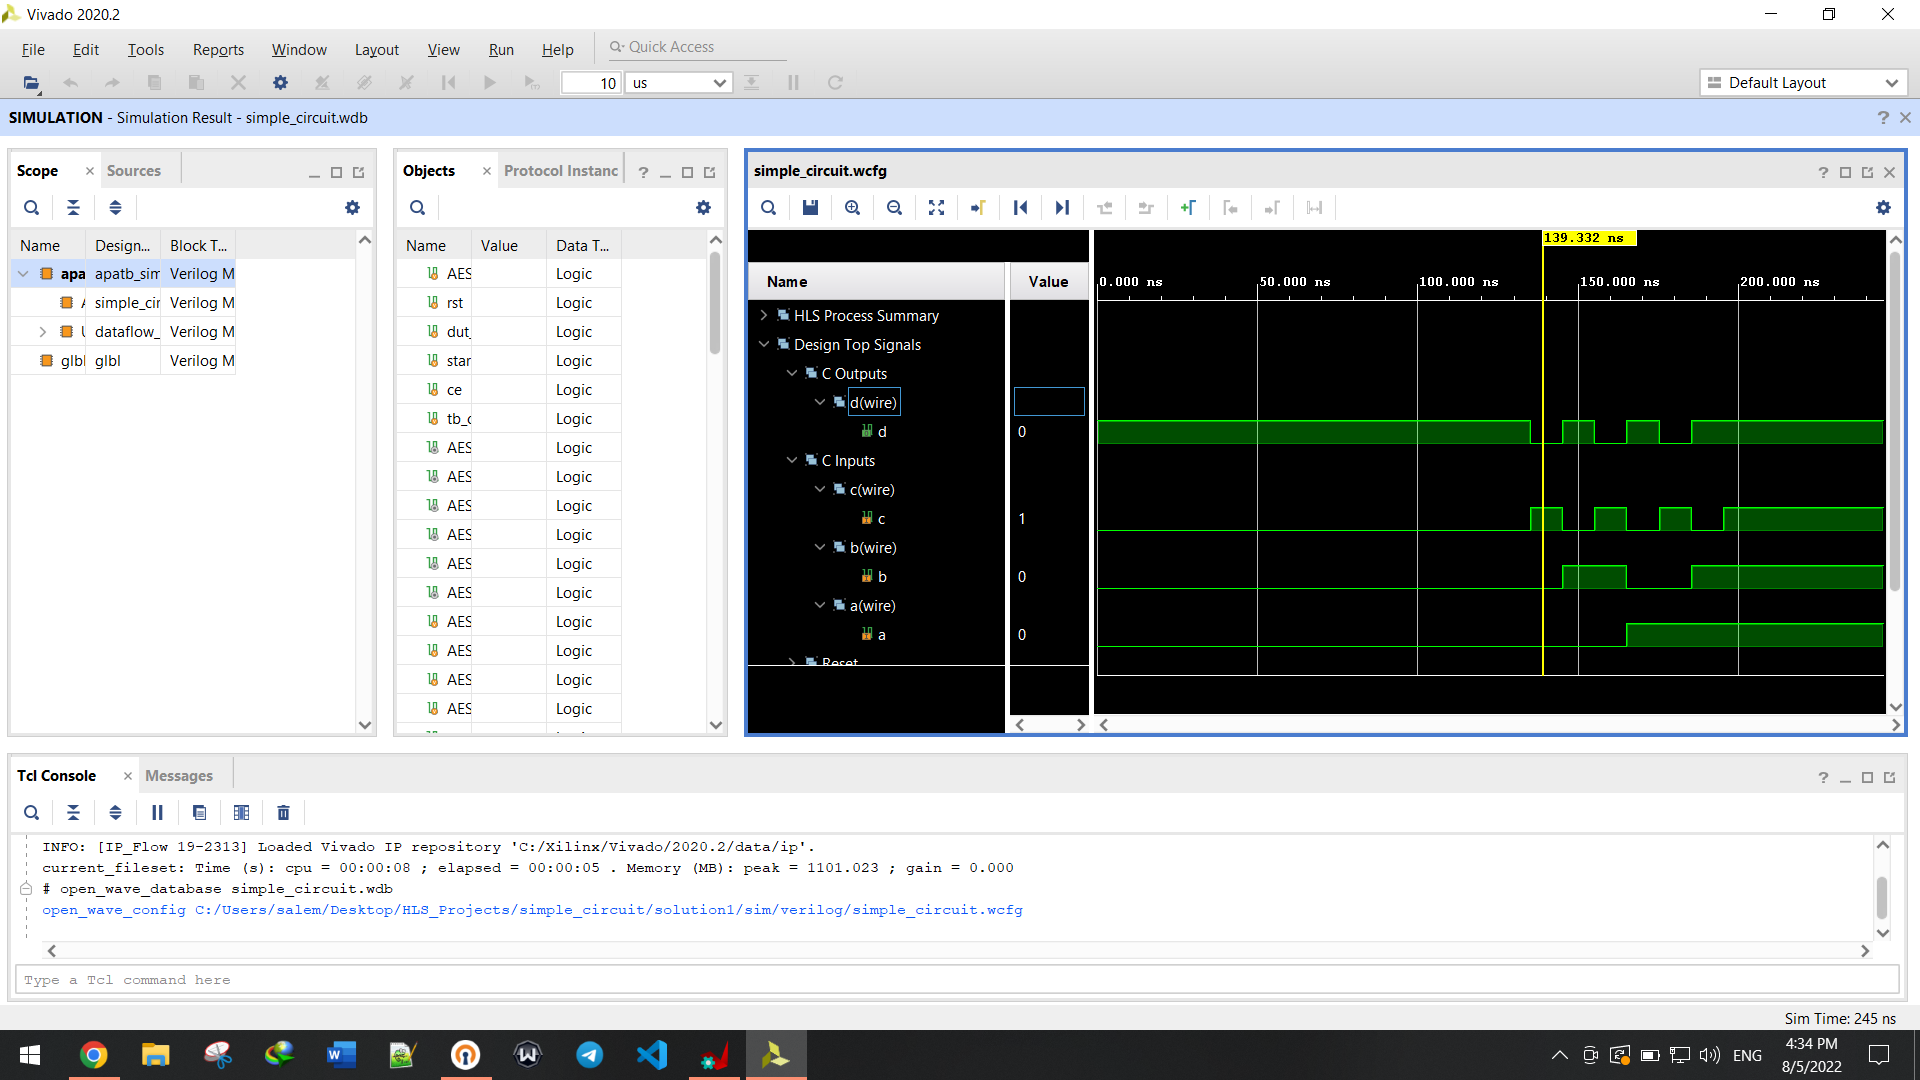 Vivado 2020.2
File Edit Tools Reports Window Layout View Run Help Quick Access
10 us Default Layout
SIMULATION - Simulation Result - simple_circuit.wdb
Scope Sources
Name Design... Block T...
apa apatb_sim Verilog M
simple_cir Verilog M
dataflow_ Verilog M
glbl glbl Verilog M
Objects Protocol Instanc
Name Value Data T...
AES Logic
rst Logic
dut_ Logic
star Logic
ce Logic
tb_c Logic
AES Logic
AES Logic
AES Logic
AES Logic
AES Logic
AES Logic
AES Logic
AES Logic
AES Logic
AES Logic
simple_circuit.wcfg
139.332 ns
Name Value
0.000 ns 50.000 ns 100.000 ns 150.000 ns 200.000 ns
HLS Process Summary
Design Top Signals
C Outputs
d(wire)
d 0
C Inputs
c(wire)
c 1
b(wire)
b 0
a(wire)
a 0
Reset
Tcl Console Messages
INFO: [IP_Flow 19-2313] Loaded Vivado IP repository 'C:/Xilinx/Vivado/2020.2/data/ip'.
current_fileset: Time (s): cpu = 00:00:08 ; elapsed = 00:00:05 . Memory (MB): peak = 1101.023 ; gain = 0.000
# open_wave_database simple_circuit.wdb
open_wave_config C:/Users/salem/Desktop/HLS_Projects/simple_circuit/solution1/sim/verilog/simple_circuit.wcfg
Type a Tcl command here
Sim Time: 245 ns
ENG
4:34 PM
8/5/2022